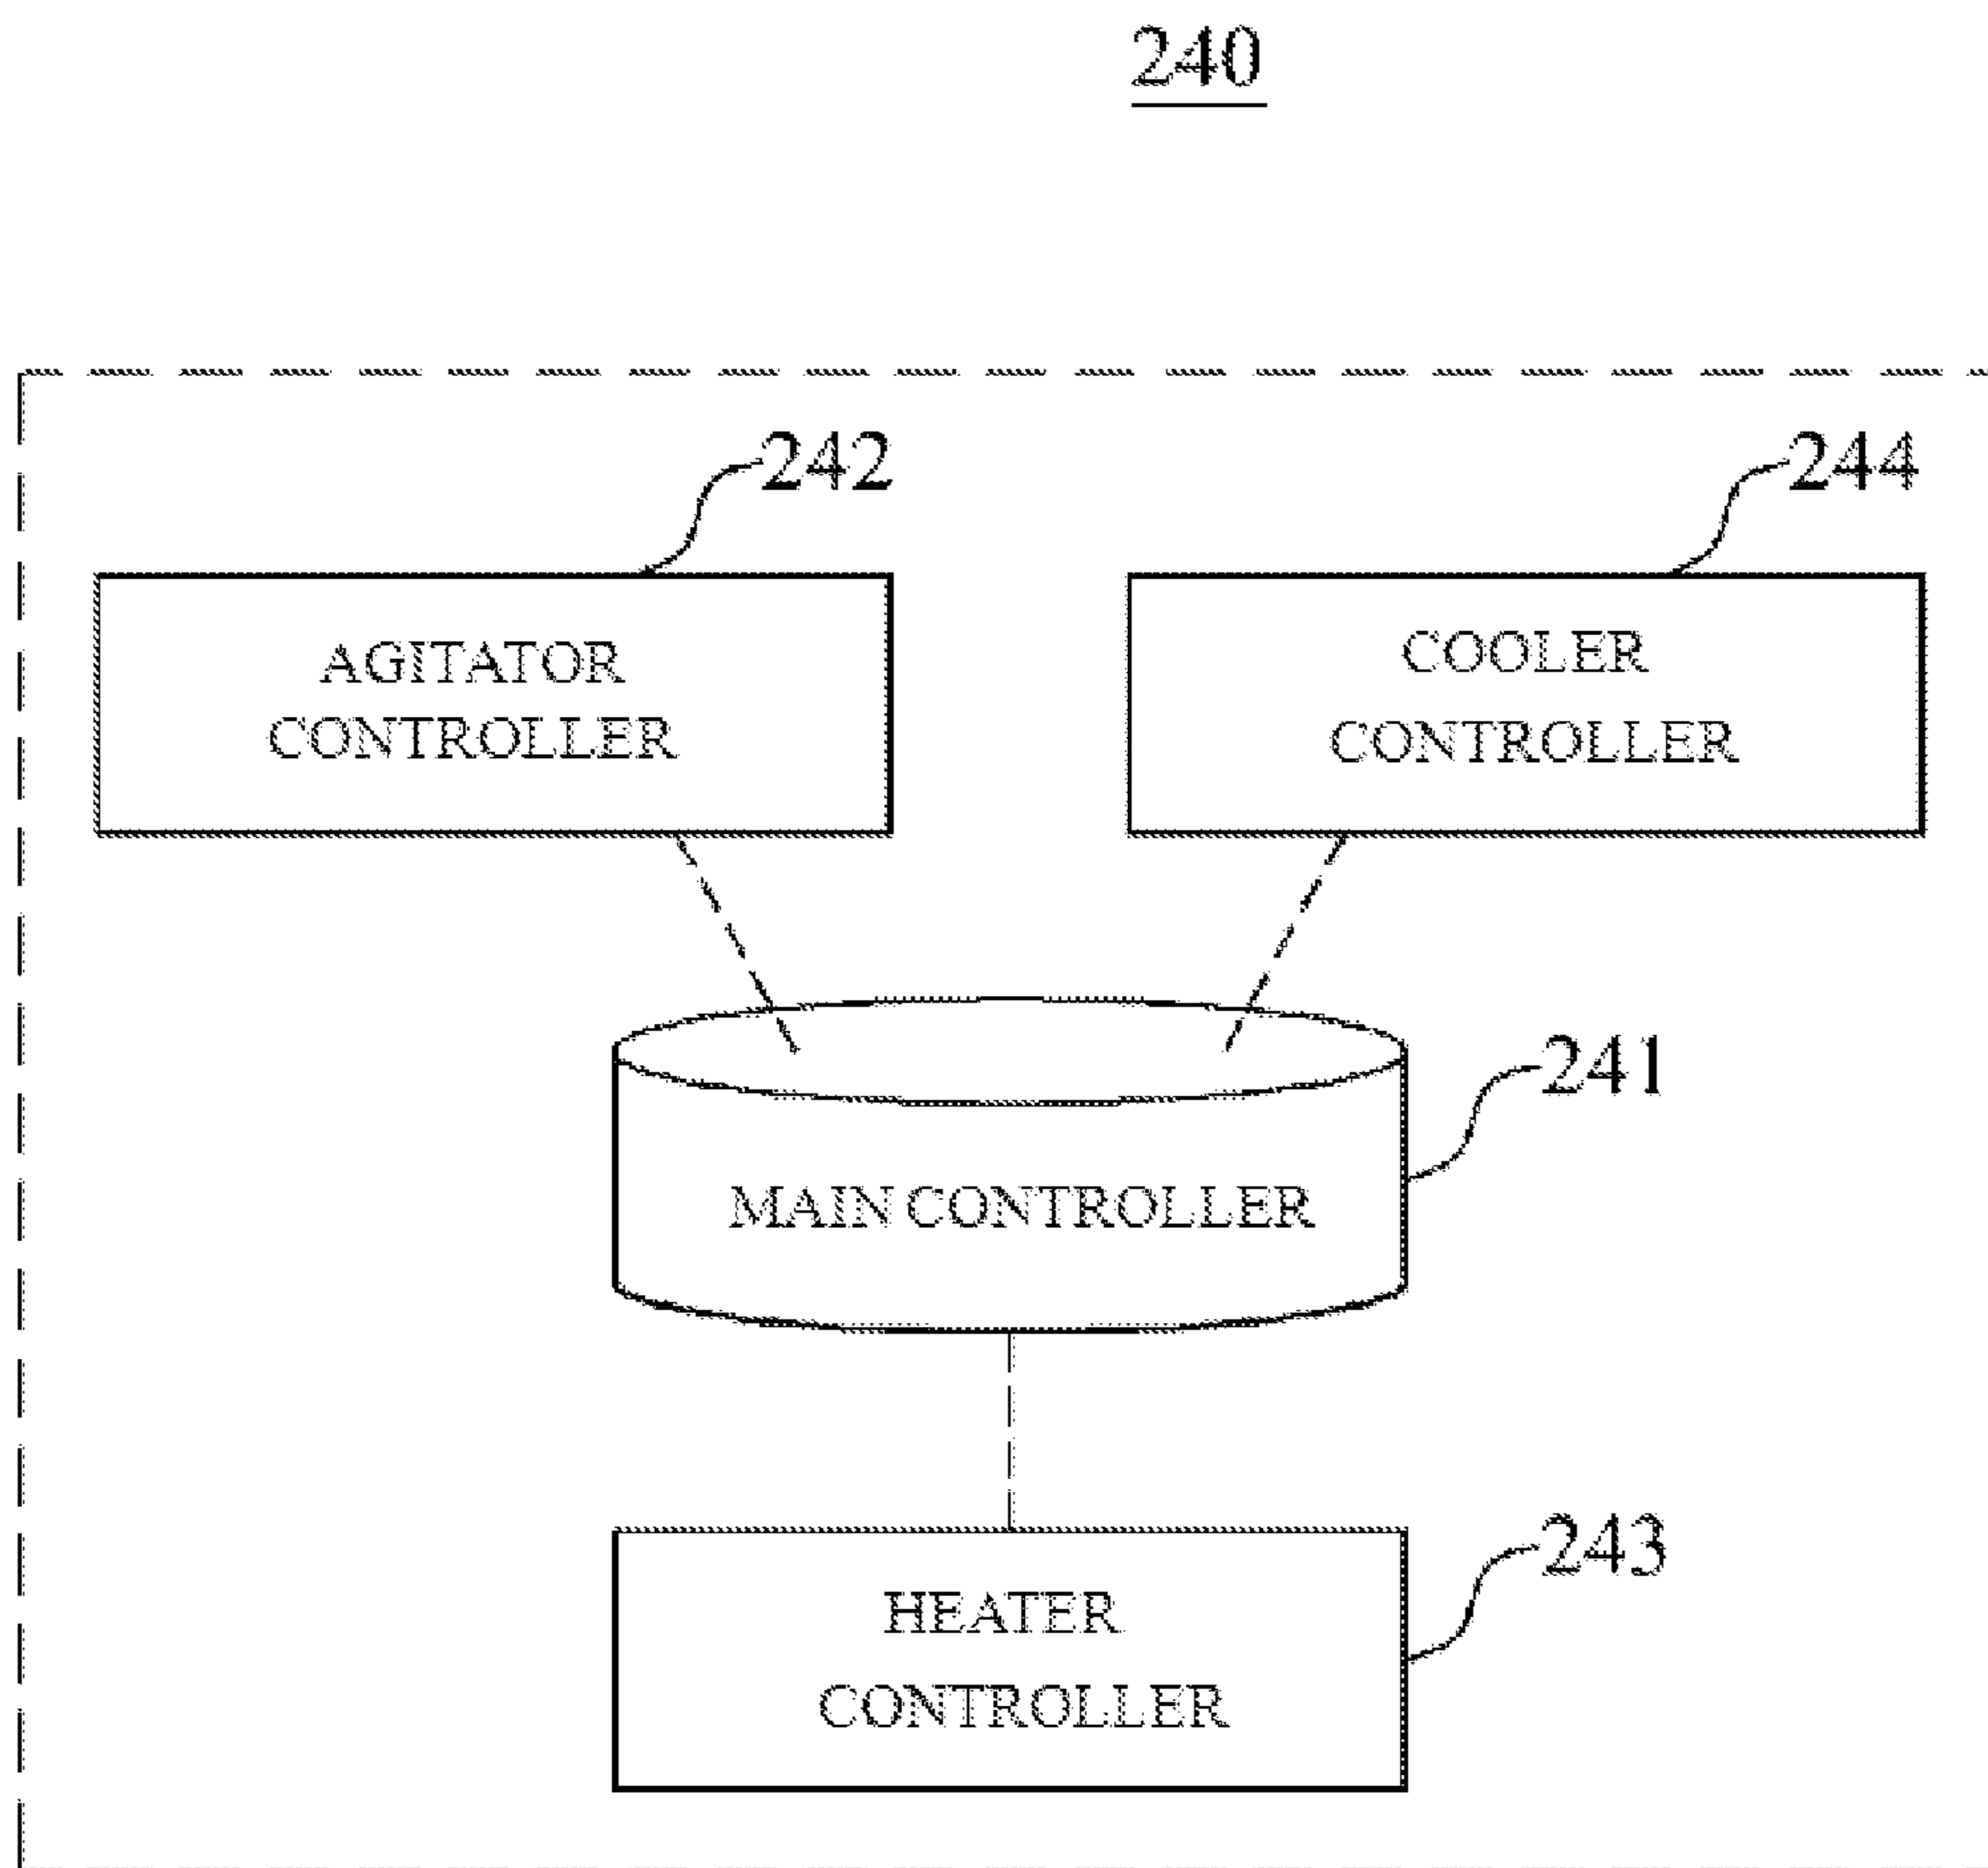 240
242
244
AGITATOR
CONTROLLER
COOLER
CONTROLLER
241
MAIN CONTROLLER
243
HEATER
CONTROLLER